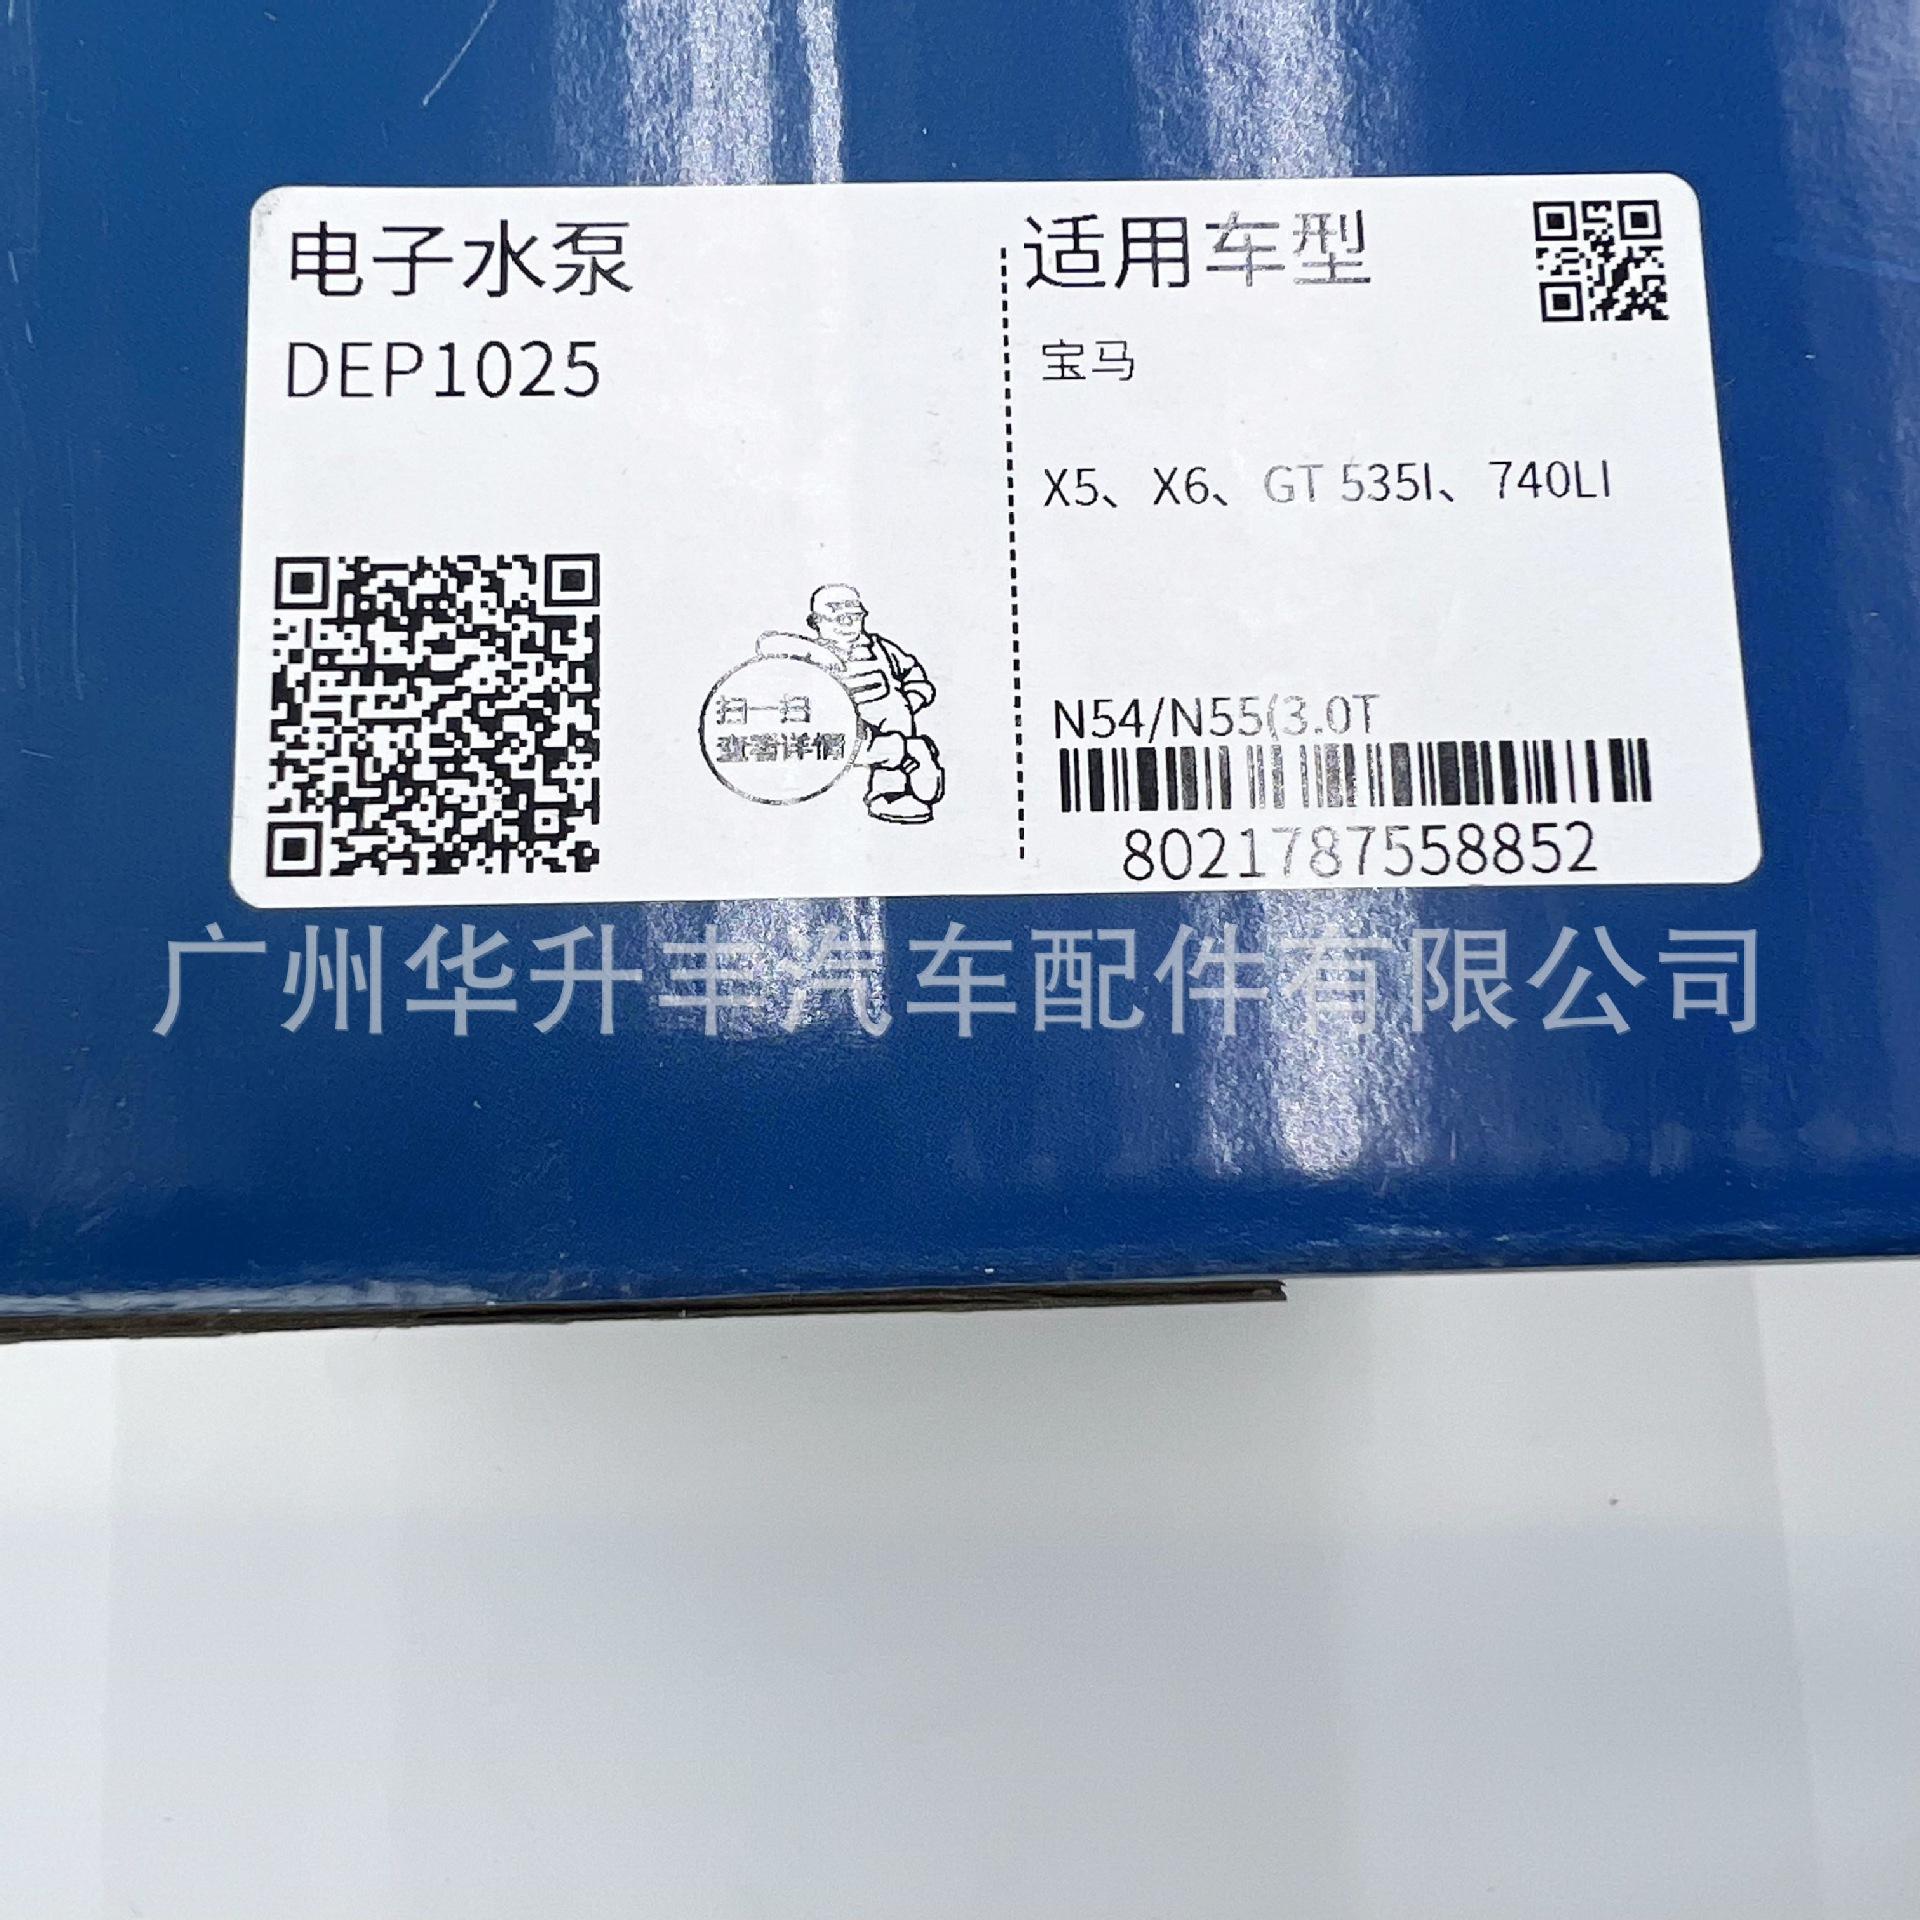 电子水泵
DEP1025
扫一扫
查看详情
适用车型
宝马
X5、X6、GT 535I、740LI
N54/N55(3.0T
8021787558852
广州华升丰汽车配件有限公司